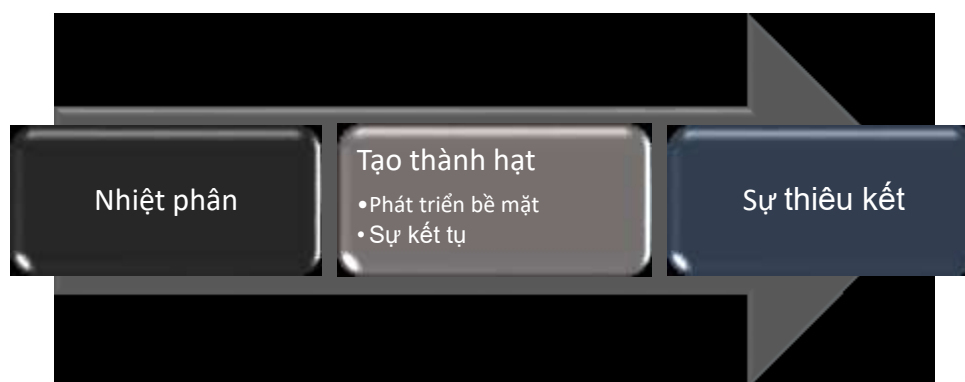 Nhiệt phân
Tạo thành hạt
•Phát triển bề mặt
• Sự kết tụ
Sự thiêu kết